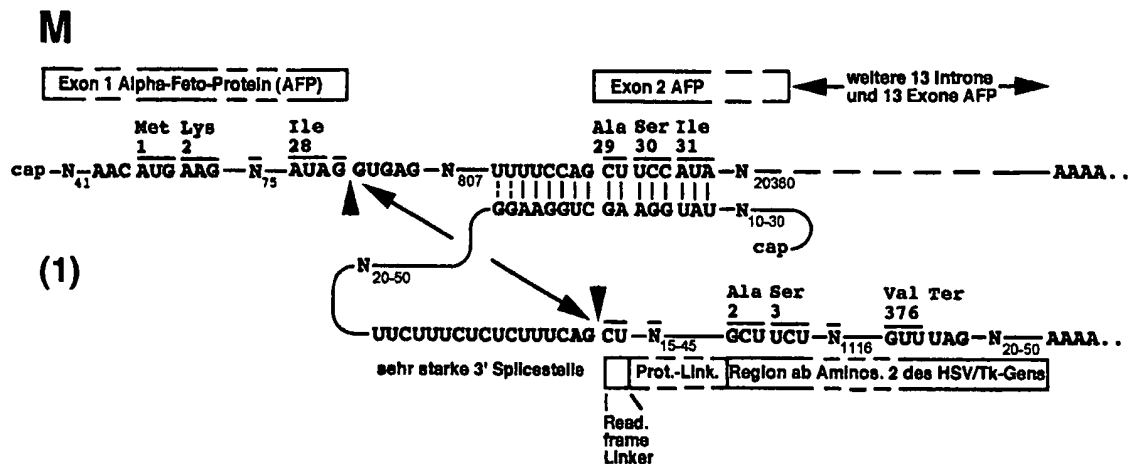 M
Exon 1 Alpha-Feto-Protein (AFP)
Exon 2 AFP
weitere 13 Introne
und 13 Exone AFP
Met Lys Ile Ala Ser Ile
1 2 28 29 30 31
cap-N41-AAC AUG AAG-N75-AUAG GUGAG-N807-UUUUCCAG CU UCC AUA-N20380 AAAA..
GGAAGGUC GA AGG UAU-N10-30
cap
(1)
N20-50
Ala Ser Val Ter
2 3 376
UUCUUUCUCUCUUUCAG CU-N15-45 GCU UCU-N1116 GUU UAG-N20-50 AAAA..
sehr starke 3' Splicestelle
Prot.-Link. Region ab Aminos. 2 des HSV/Tk-Gens
Read.
frame
Linker